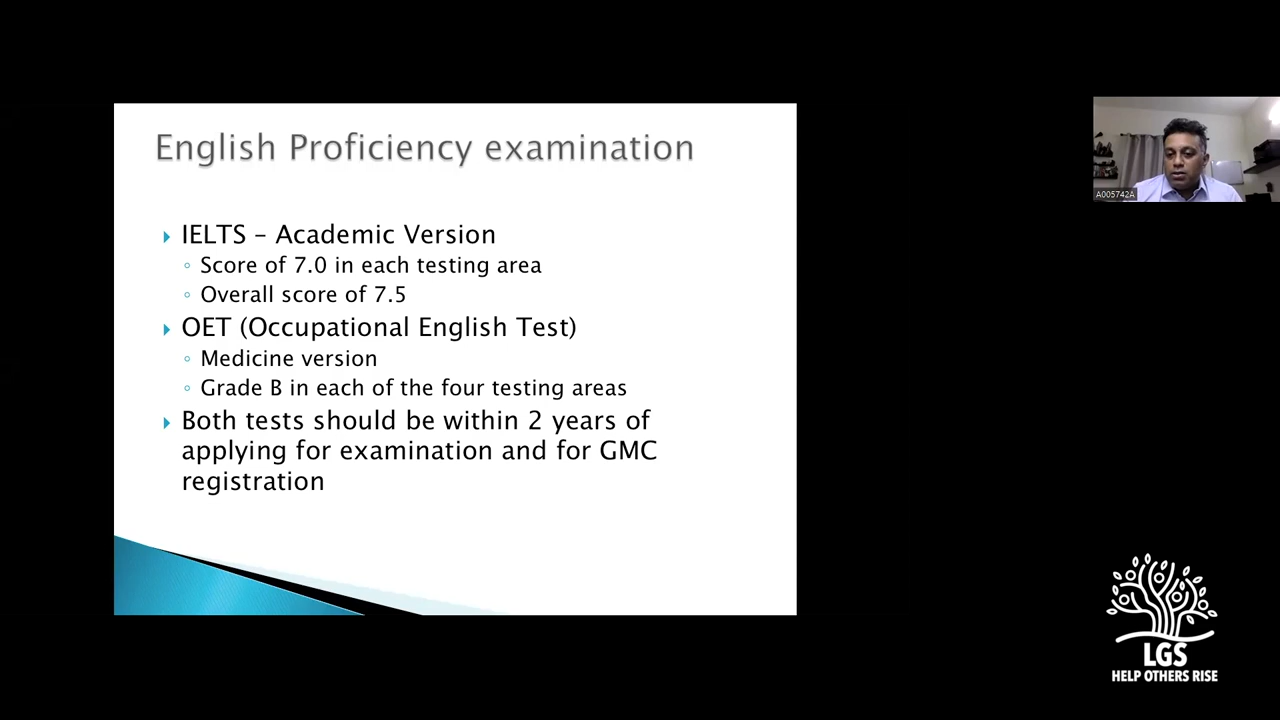 English Proficiency examination
IELTS – Academic Version
Score of 7.0 in each testing area
Overall score of 7.5
OET (Occupational English Test)
Medicine version
Grade B in each of the four testing areas
Both tests should be within 2 years of
applying for examination and for GMC
registration
A005742A
LGS
HELP OTHERS RISE